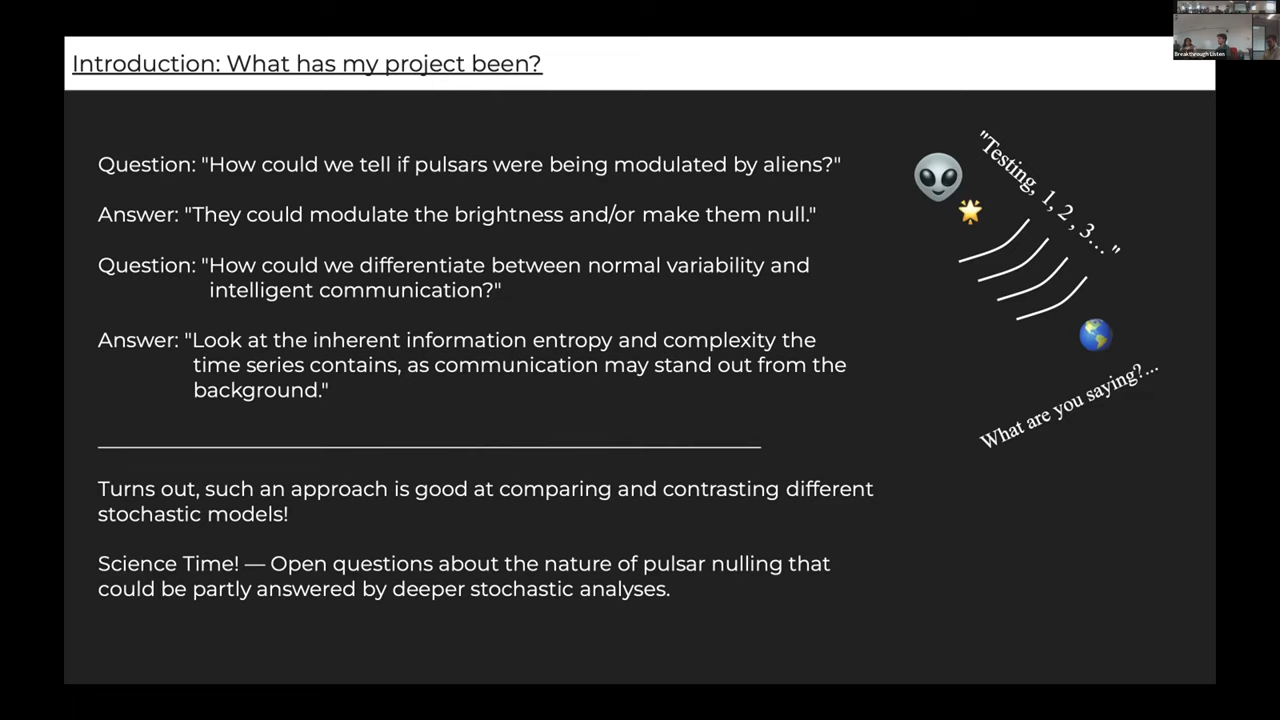 Introduction: What has my project been?
Breakthrough Listen
Question: "How could we tell if pulsars were being modulated by aliens?"
Answer: "They could modulate the brightness and/or make them null."
Question: "How could we differentiate between normal variability and
intelligent communication?"
Answer: "Look at the inherent information entropy and complexity the
time series contains, as communication may stand out from the
background."
"Testing, 1, 2 , 3... "
What are you saying?...
Turns out, such an approach is good at comparing and contrasting different
stochastic models!
Science Time! — Open questions about the nature of pulsar nulling that
could be partly answered by deeper stochastic analyses.